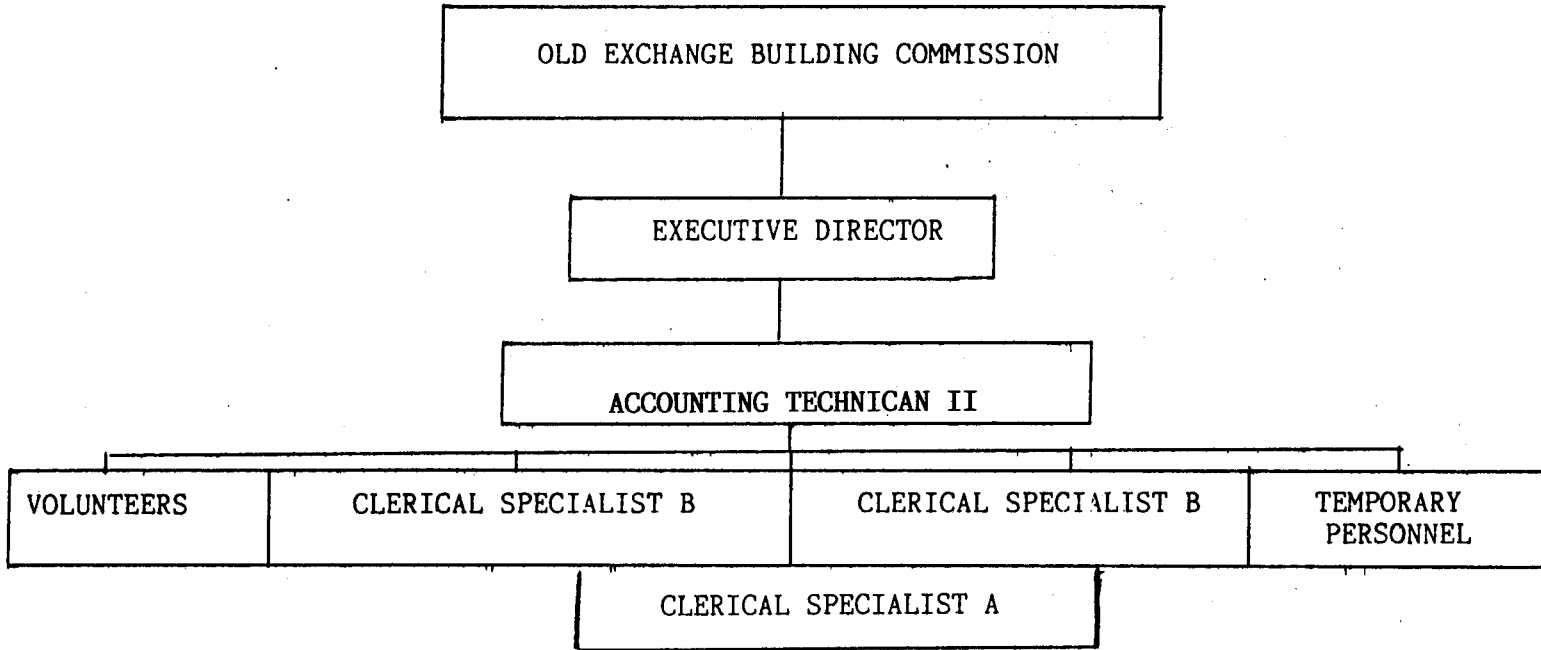 OLD EXCHANGE BUILDING COMMISSION
EXECUTIVE DIRECTOR
ACCOUNTING TECHNICAN II
VOLUNTEERS
CLERICAL SPECIALIST B
CLERICAL SPECIALIST B
TEMPORARY
PERSONNEL
CLERICAL SPECIALIST A